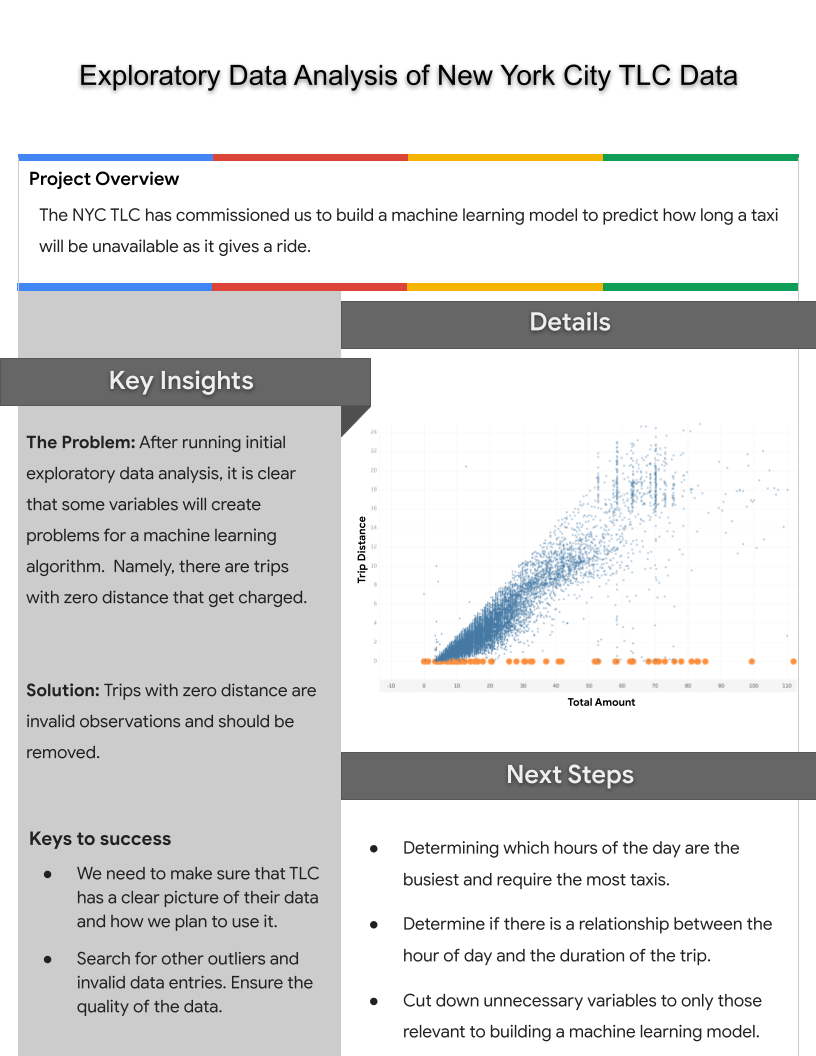 Exploratory Data Analysis of New York City TLC Data
Project Overview
The NYC TLC has commissioned us to build a machine learning model to predict how long a taxi
will be unavailable as it gives a ride.
Key Insights
The Problem: After running initial
exploratory data analysis, it is clear
that some variables will create
problems for a machine learning
algorithm.  Namely, there are trips
with zero distance that get charged.
Solution: Trips with zero distance are
invalid observations and should be
removed.
Keys to success
● We need to make sure that TLC
has a clear picture of their data
and how we plan to use it.
● Search for other outliers and
invalid data entries. Ensure the
quality of the data.
Details
Trip Distance
24
22
20
18
16
14
12
10
8
6
4
2
0
-10 0 10 20 30 40 50 60 70 80 90 100 110
Total Amount
Next Steps
● Determining which hours of the day are the
busiest and require the most taxis.
● Determine if there is a relationship between the
hour of day and the duration of the trip.
● Cut down unnecessary variables to only those
relevant to building a machine learning model.